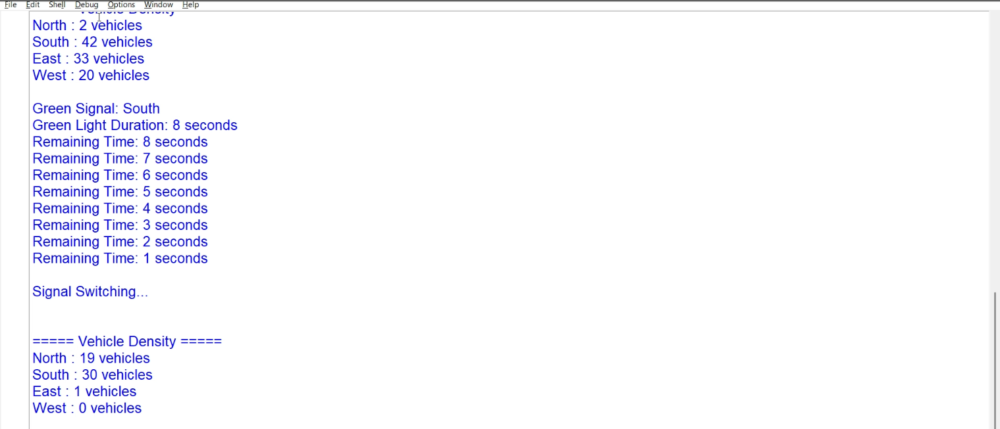 File Edit Shell Debug Options Window Help
Vehicle Density
North : 2 vehicles
South : 42 vehicles
East : 33 vehicles
West : 20 vehicles
Green Signal: South
Green Light Duration: 8 seconds
Remaining Time: 8 seconds
Remaining Time: 7 seconds
Remaining Time: 6 seconds
Remaining Time: 5 seconds
Remaining Time: 4 seconds
Remaining Time: 3 seconds
Remaining Time: 2 seconds
Remaining Time: 1 seconds
Signal Switching...
===== Vehicle Density =====
North : 19 vehicles
South : 30 vehicles
East : 1 vehicles
West : 0 vehicles